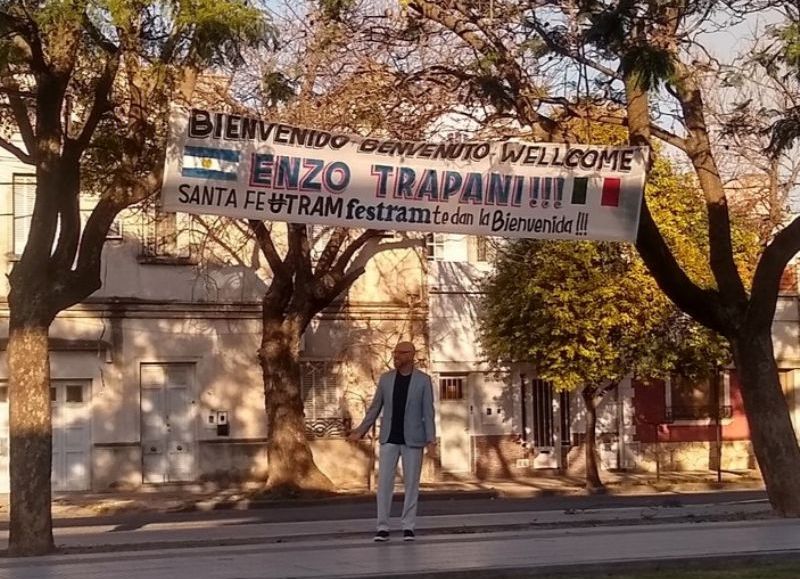 BIENVENIDO BENVENUTO WELLCOME
ENZO TRAPANI!!!
SANTA FE UTRAM festram te dan la Bienvenida!!!